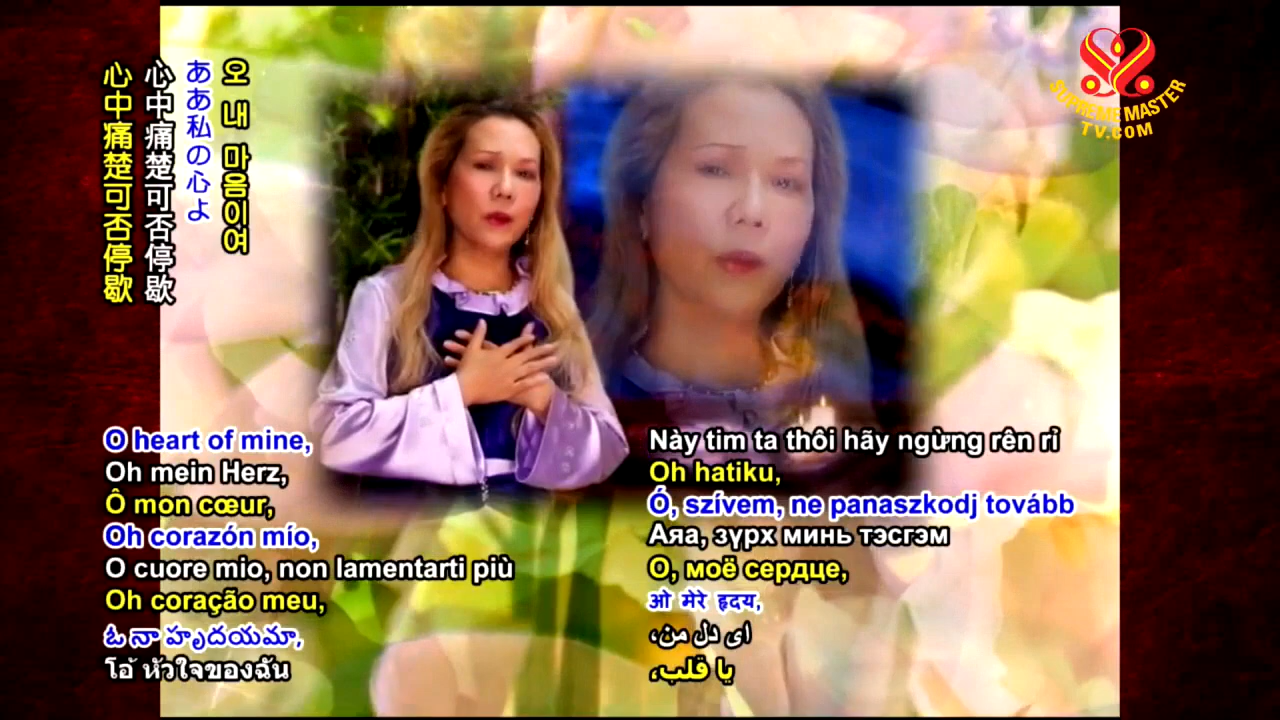 오 내 마음이여
ああ私の心よ
心中痛楚可否停歇
心中痛楚可否停歇
SUPREME MASTER
TV.COM
O heart of mine,
Oh mein Herz,
Ô mon cœur,
Oh corazón mío,
O cuore mio, non lamentarti più
Oh coração meu,
ఓ నా హృదయమా,
โอ้ หัวใจของฉัน
Này tim ta thôi hãy ngừng rên rỉ
Oh hatiku,
Ó, szívem, ne panaszkodj tovább
Аяа, зүрх минь тэсгэм
О, моё сердце,
ओ मेरे हृदय,
ای دل من،
يا قلب،